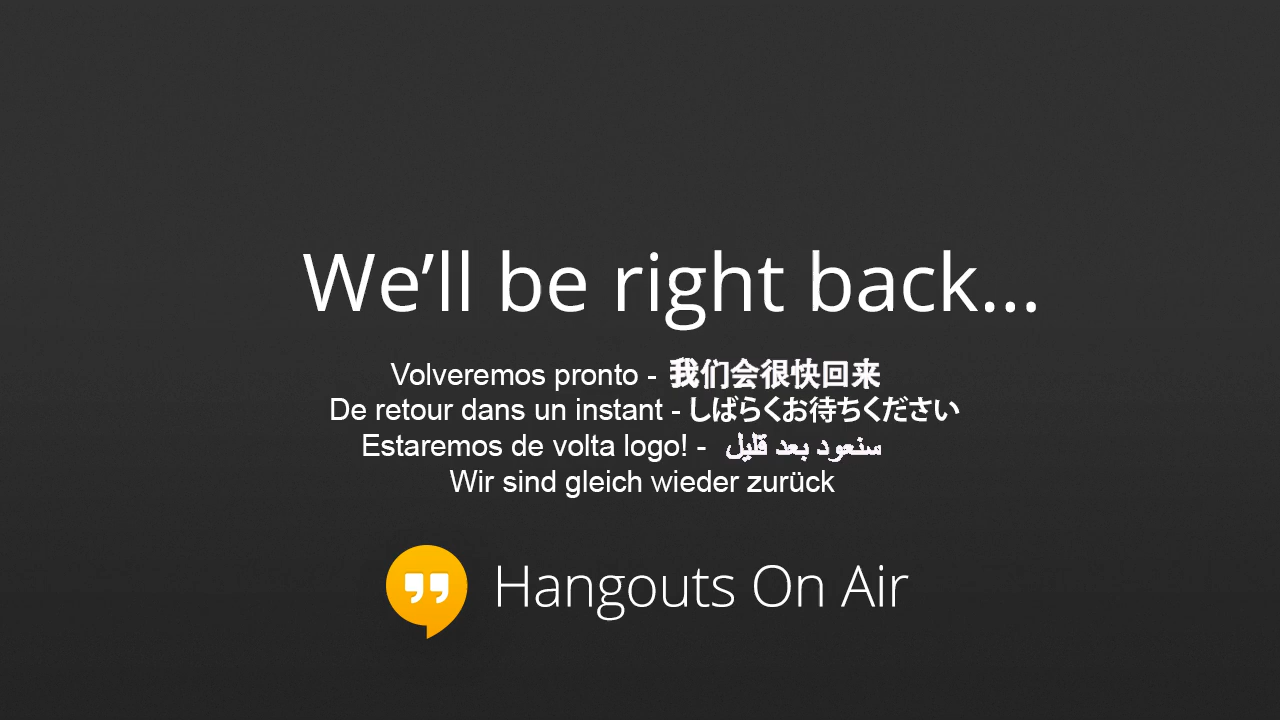 We’ll be right back...
Volveremos pronto - 我们会很快回来
De retour dans un instant - しばらくお待ちください
Estaremos de volta logo! - سنعود بعد قليل
Wir sind gleich wieder zurück
Hangouts On Air